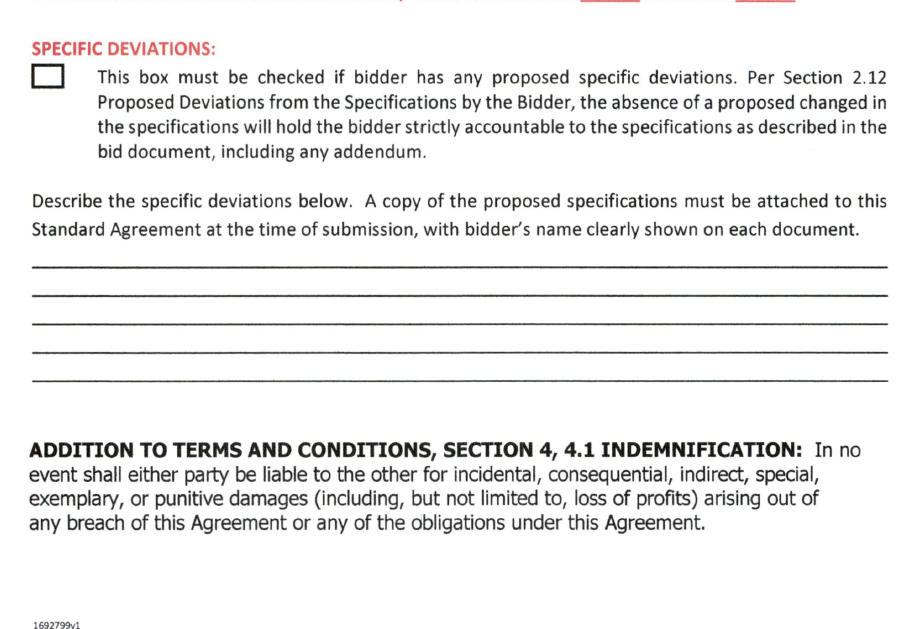 SPECIFIC DEVIATIONS:
This box must be checked if bidder has any proposed specific deviations. Per Section 2.12
Proposed Deviations from the Specifications by the Bidder, the absence of a proposed changed in
the specifications will hold the bidder strictly accountable to the specifications as described in the
bid document, including any addendum.
Describe the specific deviations below. A copy of the proposed specifications must be attached to this
Standard Agreement at the time of submission, with bidder's name clearly shown on each document.
ADDITION TO TERMS AND CONDITIONS, SECTION 4, 4.1 INDEMNIFICATION: In no
event shall either party be liable to the other for incidental, consequential, indirect, special,
exemplary, or punitive damages (including, but not limited to, loss of profits) arising out of
any breach of this Agreement or any of the obligations under this Agreement.
1692799v1